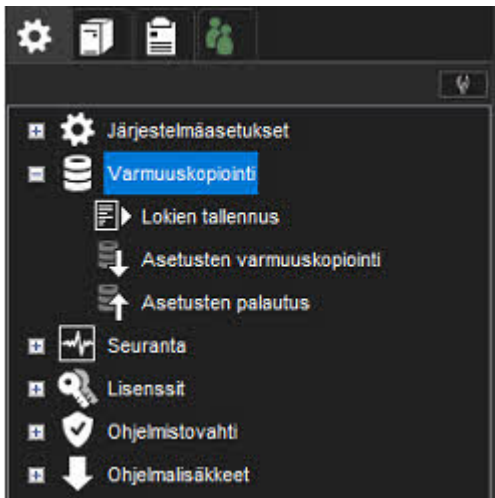 Järjestelmäasetukset
Varmuuskopiointi
Lokien tallennus
Asetusten varmuuskopiointi
Asetusten palautus
Seuranta
Lisenssit
Ohjelmistovahti
Ohjelmalisäkkeet